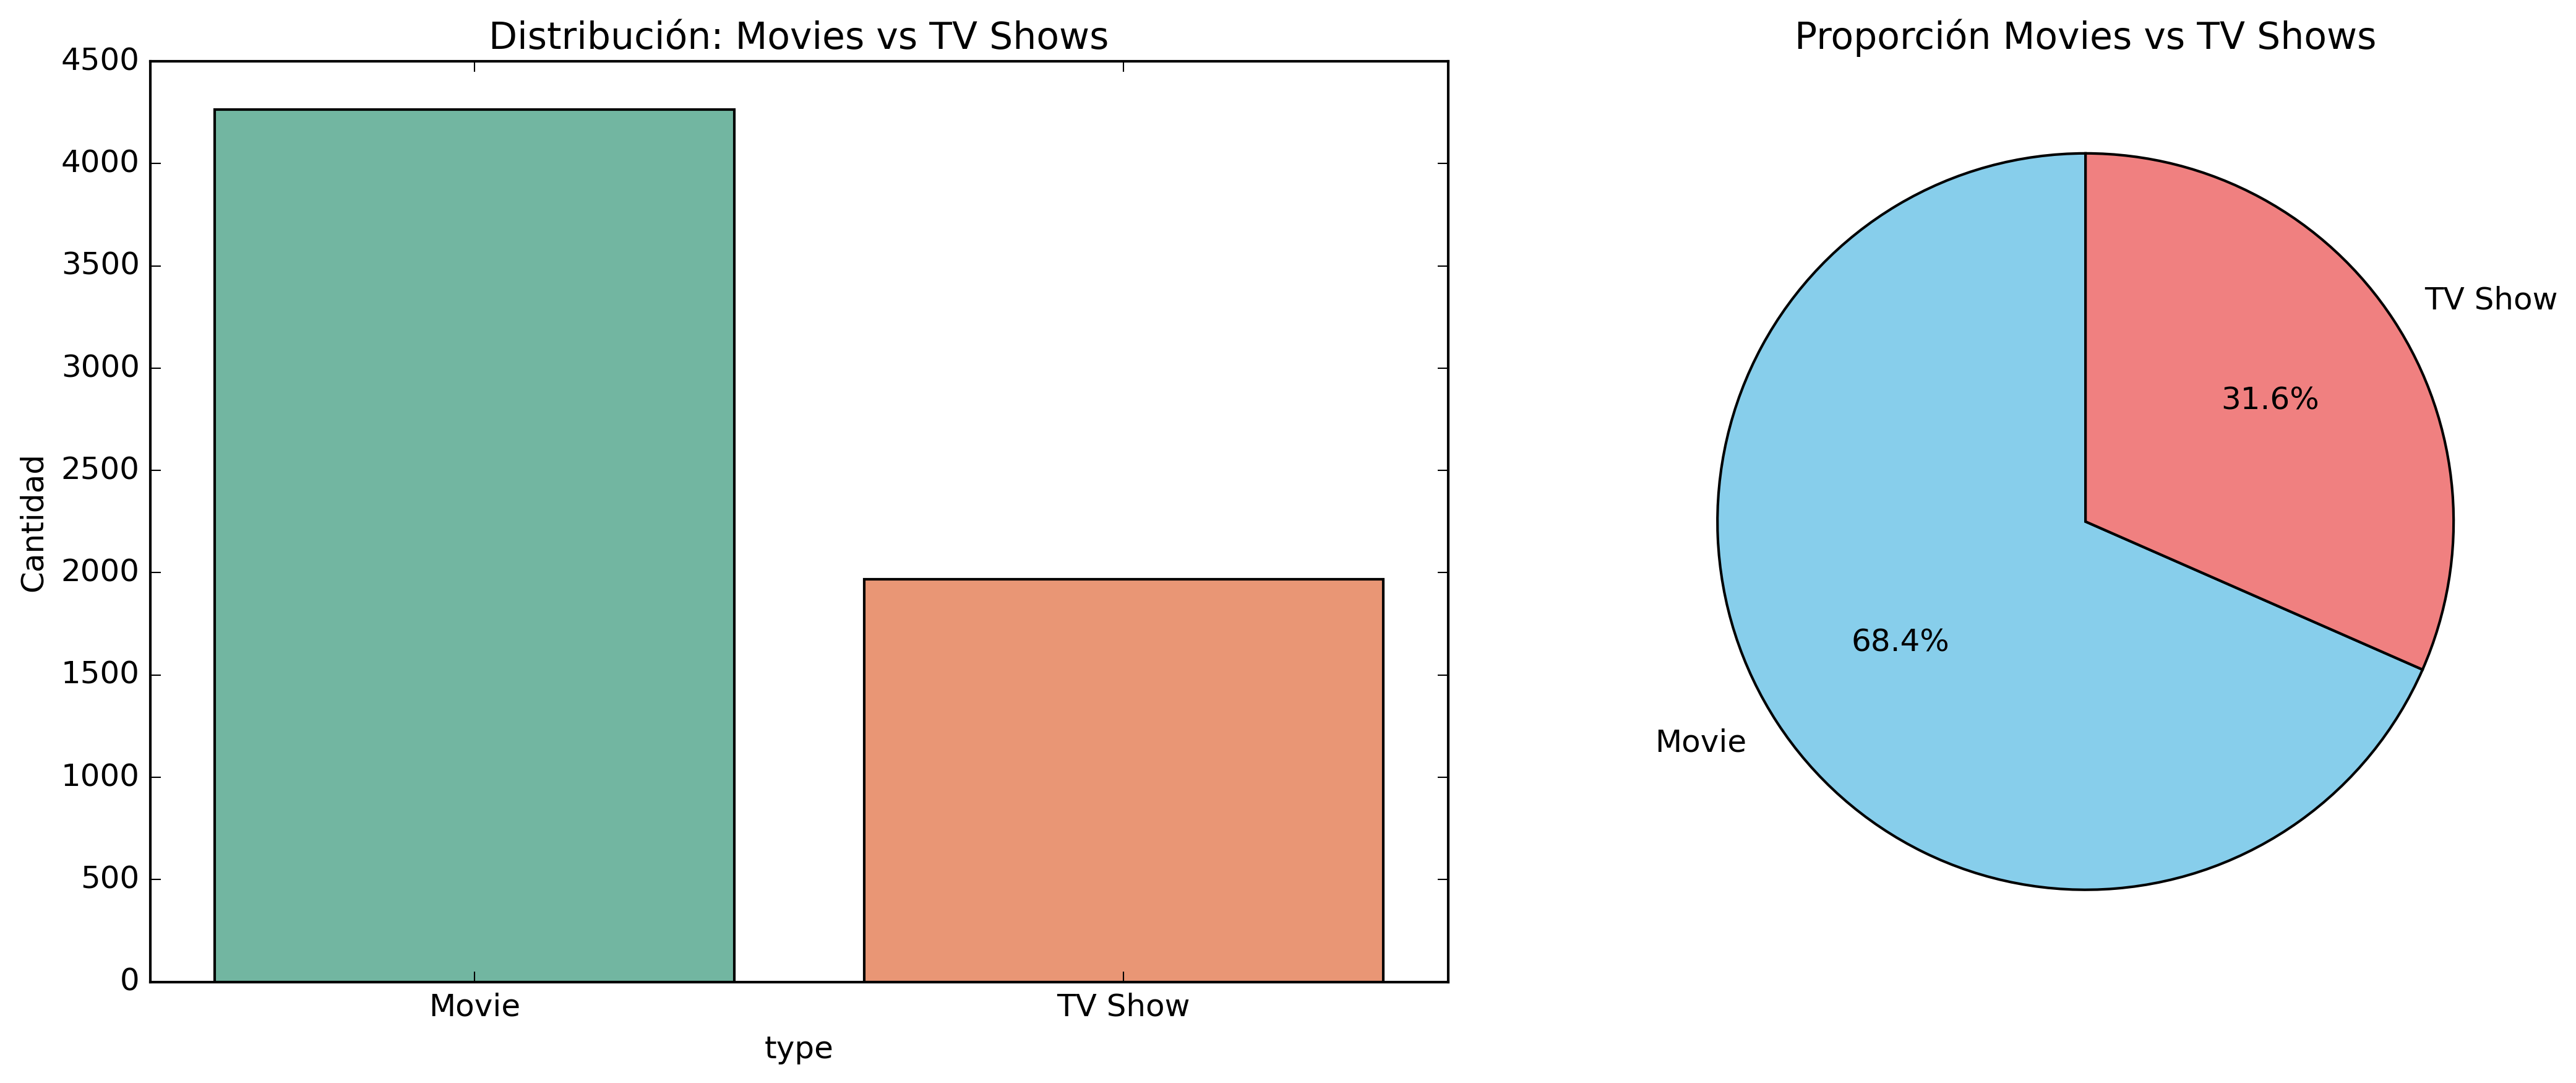 Distribución: Movies vs TV Shows
4500
4000
3500
3000
2500
2000
1500
1000
500
0
Cantidad
Movie
TV Show
type
Proporción Movies vs TV Shows
TV Show
31.6%
68.4%
Movie